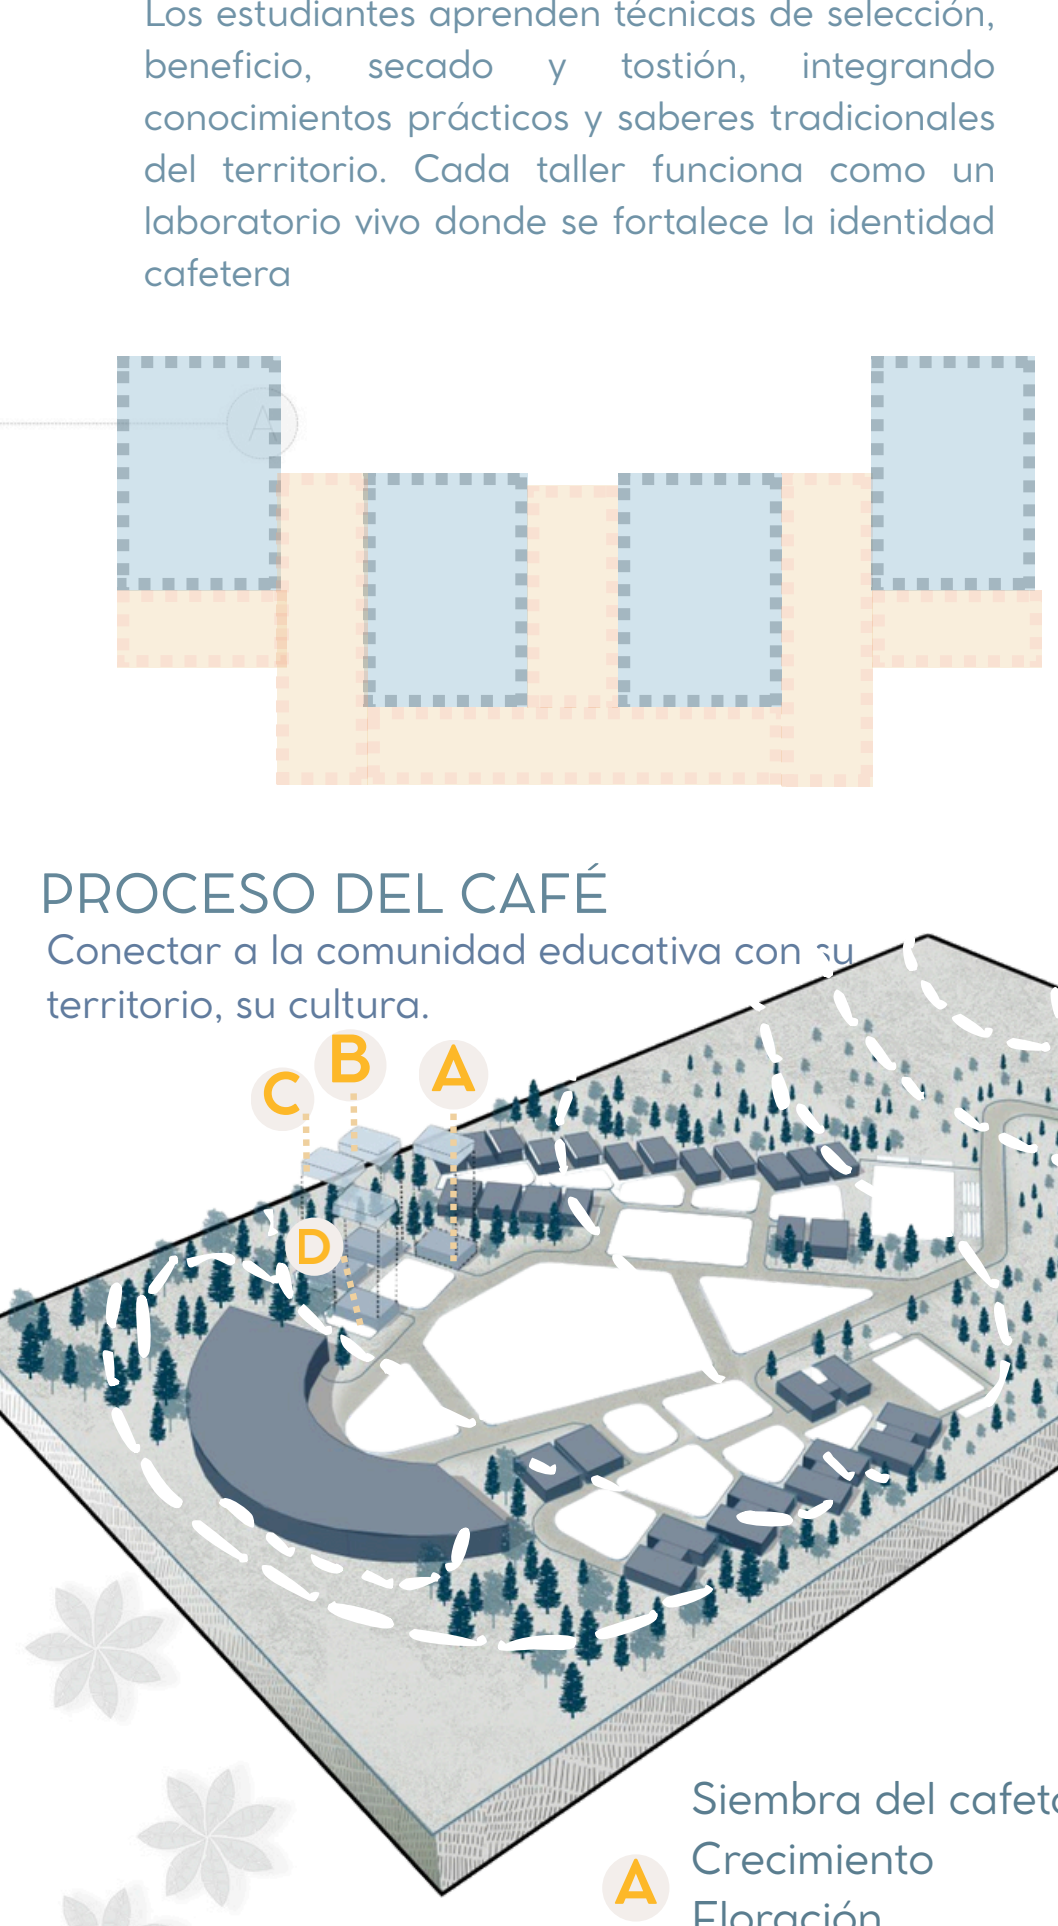 Los estudiantes aprenden técnicas de selección,
beneficio, secado y tostión, integrando
conocimientos prácticos y saberes tradicionales
del territorio. Cada taller funciona como un
laboratorio vivo donde se fortalece la identidad
cafetera
A
PROCESO DEL CAFÉ
Conectar a la comunidad educativa con su
territorio, su cultura.
C B A
D
Siembra del cafeto
Crecimiento
A
Floración